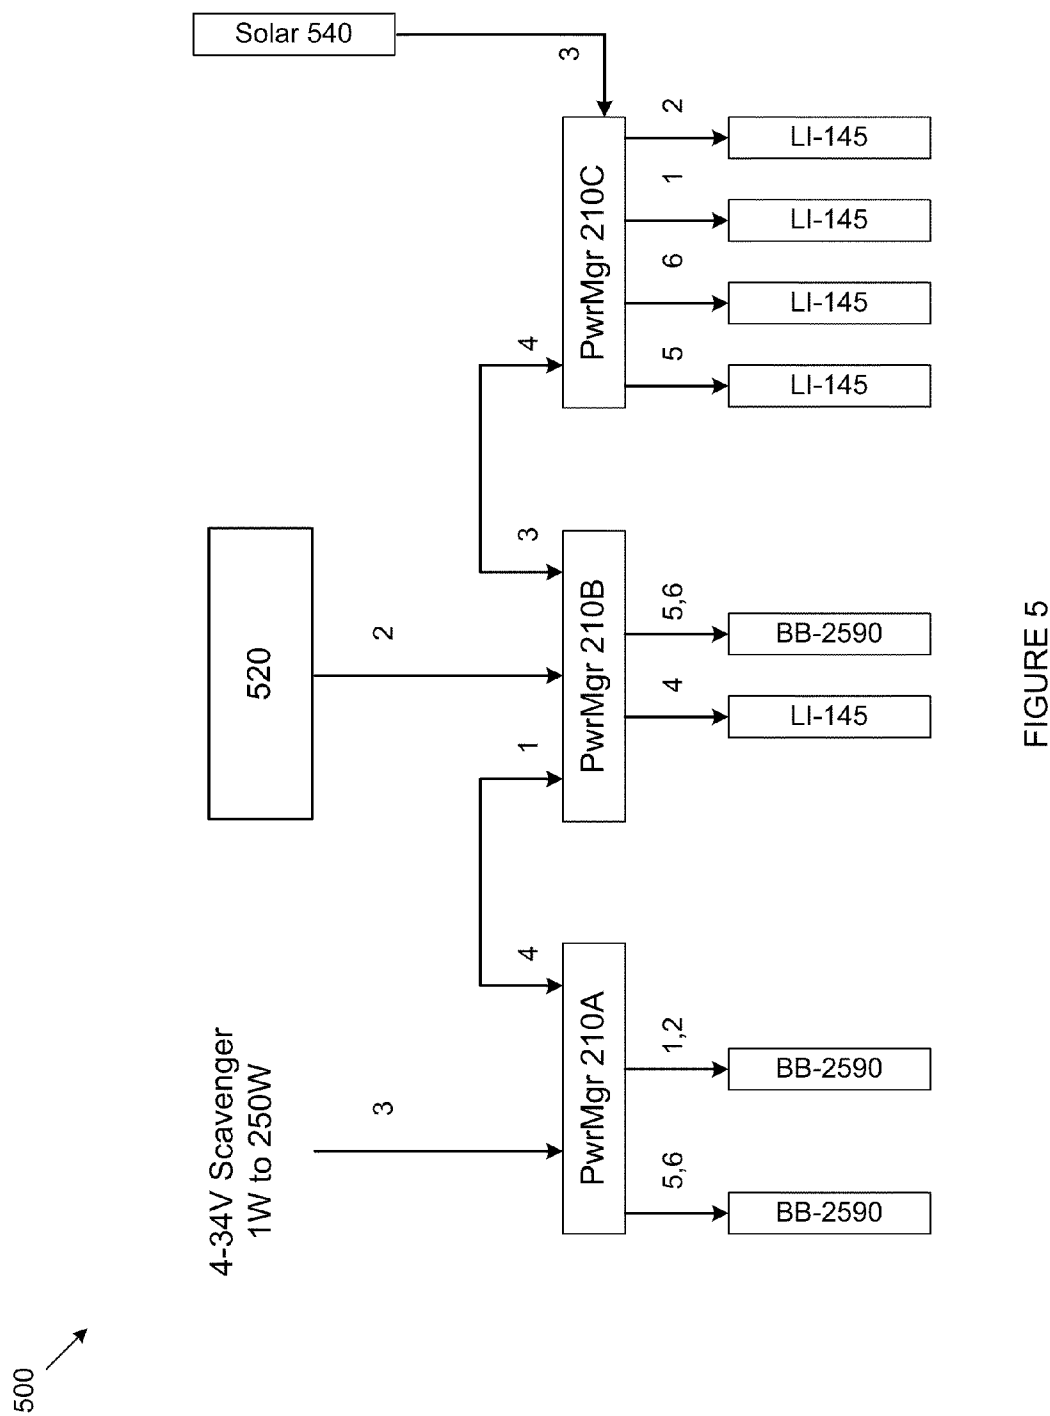 Solar 540
3
PwrMgr 210C
2
LI-145
1
LI-145
6
LI-145
5
LI-145
4
520
2
3
PwrMgr 210B
5,6
BB-2590
4
LI-145
1
4-34V Scavenger
1W to 250W
3
4
PwrMgr 210A
1,2
BB-2590
5,6
BB-2590
500
FIGURE 5